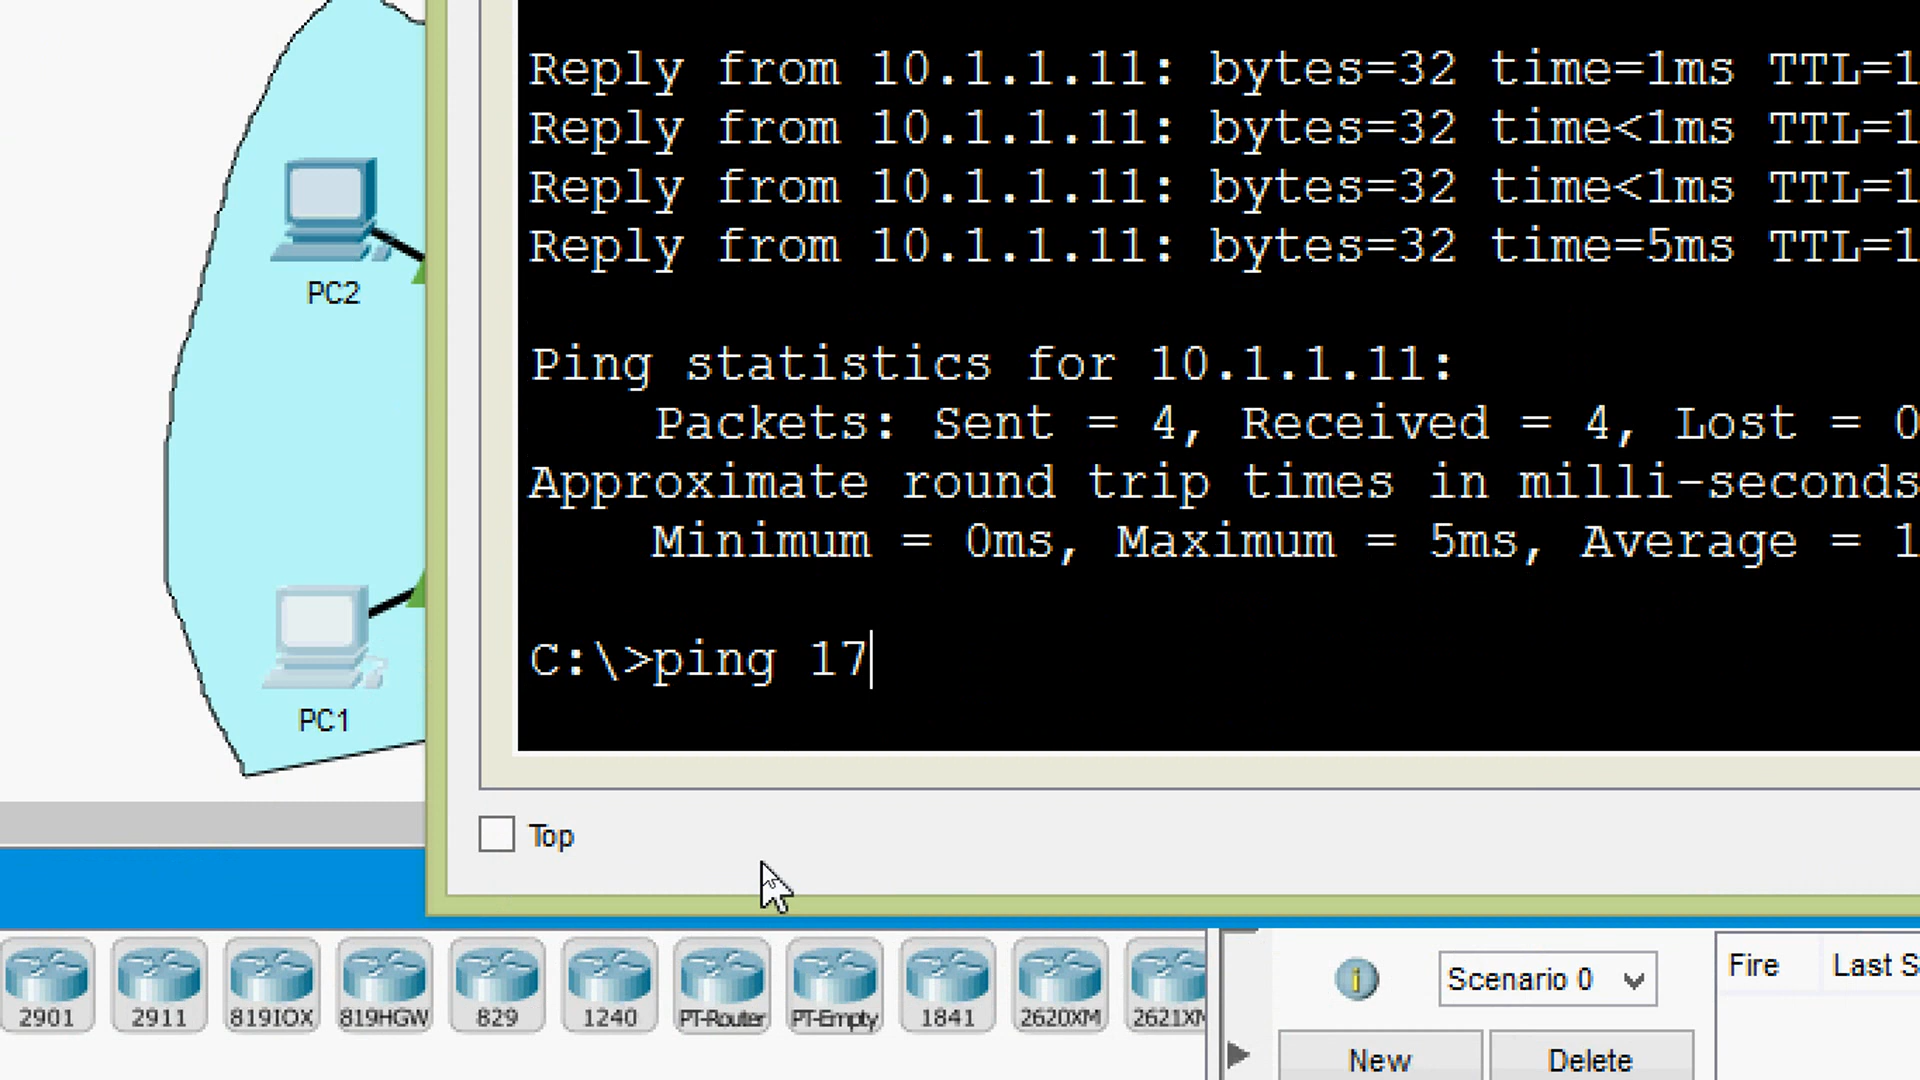 Reply from 10.1.1.11: bytes=32 time=1ms TTL=1
Reply from 10.1.1.11: bytes=32 time<1ms TTL=1
Reply from 10.1.1.11: bytes=32 time<1ms TTL=1
Reply from 10.1.1.11: bytes=32 time=5ms TTL=1
Ping statistics for 10.1.1.11:
Packets: Sent = 4, Received = 4, Lost = 0
Approximate round trip times in milli-seconds
Minimum = 0ms, Maximum = 5ms, Average = 1
C:\>ping 17
PC2
PC1
Top
2901 2911 819IOX 819HGW 829 1240 PT-Router PT-Empty 1841 2620XM 2621XM
Scenario 0
New Delete
Fire Last S